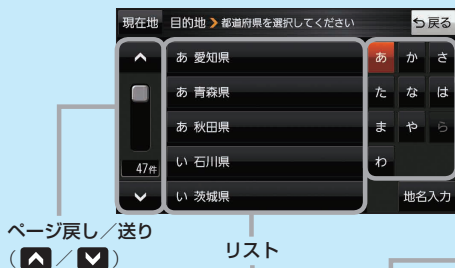 現在地 目的地 > 都道府県を選択してください 戻る
あ 愛知県
あ 青森県
あ 秋田県
い 石川県
い 茨城県
47件
あ か さ
た な は
ま や ら
わ
地名入力
ページ戻し/送り
(∧/∨)
リスト